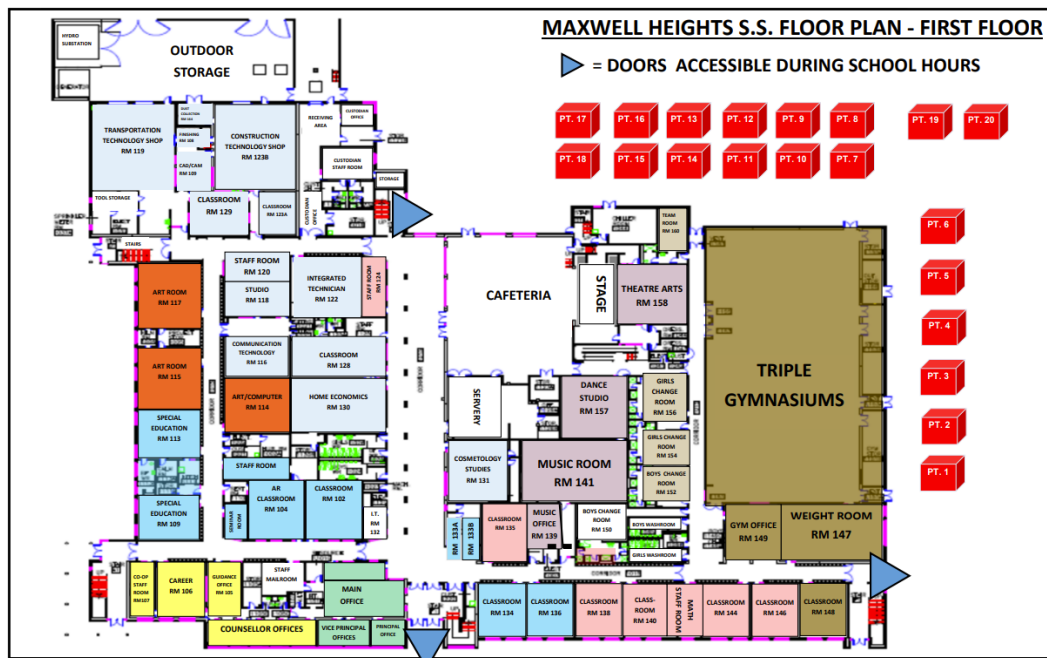 MAXWELL HEIGHTS S.S. FLOOR PLAN - FIRST FLOOR
= DOORS ACCESSIBLE DURING SCHOOL HOURS
HYDRO
SUBSTATION
GENERATOR
OUTDOOR
STORAGE
PT. 17
PT. 16
PT. 13
PT. 12
PT. 9
PT. 8
PT. 19
PT. 20
PT. 18
PT. 15
PT. 14
PT. 11
PT. 10
PT. 7
PT. 6
PT. 5
PT. 4
PT. 3
PT. 2
PT. 1
TRANSPORTATION
TECHNOLOGY SHOP
RM 119
FINISHING
CAD/CAM
RM 109
CONSTRUCTION
TECHNOLOGY SHOP
RM 123B
RECEIVING
AREA
CUSTODIAN
OFFICE
CUSTODIAN
STAFF ROOM
STORAGE
TOOL STORAGE
CLASSROOM
RM 129
CLASSROOM
RM 123A
CUSTODIAN
OFFICE
STAIRS
ART ROOM
RM 117
STAFF ROOM
RM 120
STUDIO
RM 118
INTEGRATED
TECHNICIAN
RM 122
STAFF ROOM
RM 124
CAFETERIA
STAGE
TEAM
ROOM
RM 160
THEATRE ARTS
RM 158
TRIPLE
GYMNASIUMS
ART ROOM
RM 115
COMMUNICATION
TECHNOLOGY
RM 116
CLASSROOM
RM 128
ART/COMPUTER
RM 114
HOME ECONOMICS
RM 130
SERVERY
DANCE
STUDIO
RM 157
GIRLS
CHANGE
ROOM
RM 156
SPECIAL
EDUCATION
RM 113
STAFF ROOM
COSMETOLOGY
STUDIES
RM 131
MUSIC ROOM
RM 141
GIRLS CHANGE
ROOM
RM 154
BOYS CHANGE
ROOM
RM 152
SPECIAL
EDUCATION
RM 109
SEMINAR
ROOM
AR
CLASSROOM
RM 104
CLASSROOM
RM 102
LT.
RM
132
RM 133A
RM 133B
CLASSROOM
RM 135
MUSIC
OFFICE
RM 139
BOYS CHANGE
ROOM
RM 150
BOYS WASHROOM
GIRLS WASHROOM
GYM OFFICE
RM 149
WEIGHT ROOM
RM 147
CO-OP
STAFF
ROOM
RM107
CAREER
RM 106
GUIDANCE
OFFICE
RM 105
STAFF
MAILROOM
MAIN
OFFICE
COUNSELLOR OFFICES
VICE PRINCIPAL
OFFICES
PRINCIPAL
OFFICE
CLASSROOM
RM 134
CLASSROOM
RM 136
CLASSROOM
RM 138
CLASS-
ROOM
RM 140
MATH
STAFF ROOM
CLASSROOM
RM 144
CLASSROOM
RM 146
CLASSROOM
RM 148